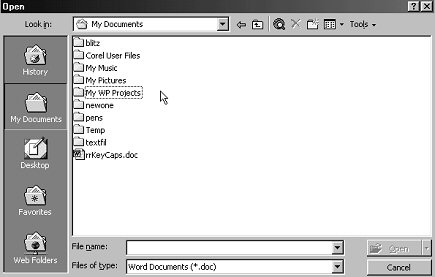 Open
Look in: My Documents Tools
History
My Documents
Desktop
Favorites
Web Folders
blitz
Corel User Files
My Music
My Pictures
My WP Projects
newone
pens
Temp
textfil
rrKeyCaps.doc
File name: Open
Files of type: Word Documents (*.doc) Cancel